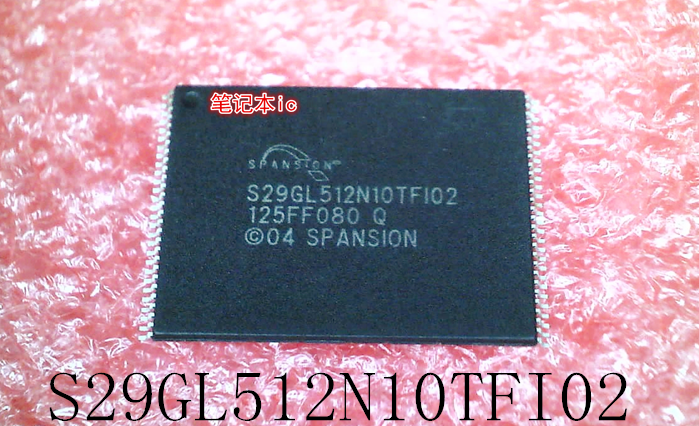 笔记本ic
SPANSION
S29GL512N10TFI02
125FF080 Q
©04 SPANSION
S29GL512N10TFI02